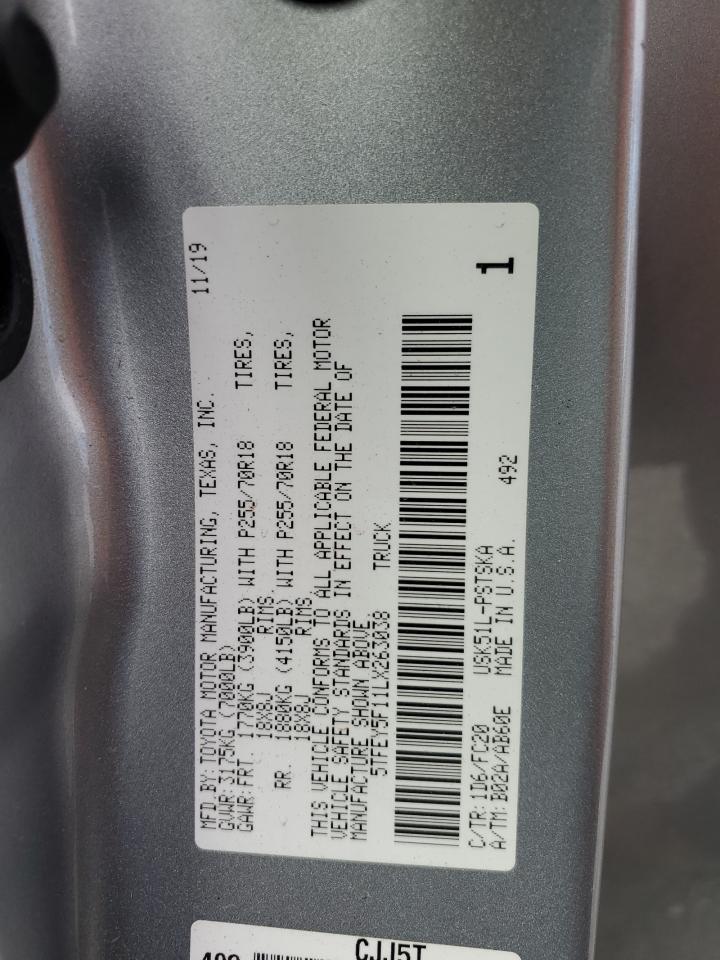 MFD.BY:TOYOTA MOTOR MANUFACTURING, TEXAS, INC. 11/19
GVWR:3175KG (7000LB)
GAWR:FRT. 1770KG (3900LB) WITH P255/70R18 TIRES,
18X8J RIMS
RR. 1880KG (4150LB) WITH P255/70R18 TIRES,
18X8J RIMS
THIS VEHICLE CONFORMS TO ALL APPLICABLE FEDERAL MOTOR
VEHICLE SAFETY STANDARDS IN EFFECT ON THE DATE OF
MANUFACTURE SHOWN ABOVE.
5TFEY5F11LX263038 TRUCK
1
C/TR:1D6/FC20 USK51L-PSTSKA
A/TM:B02A/AB60E MADE IN U.S.A. 492
CJJ5T